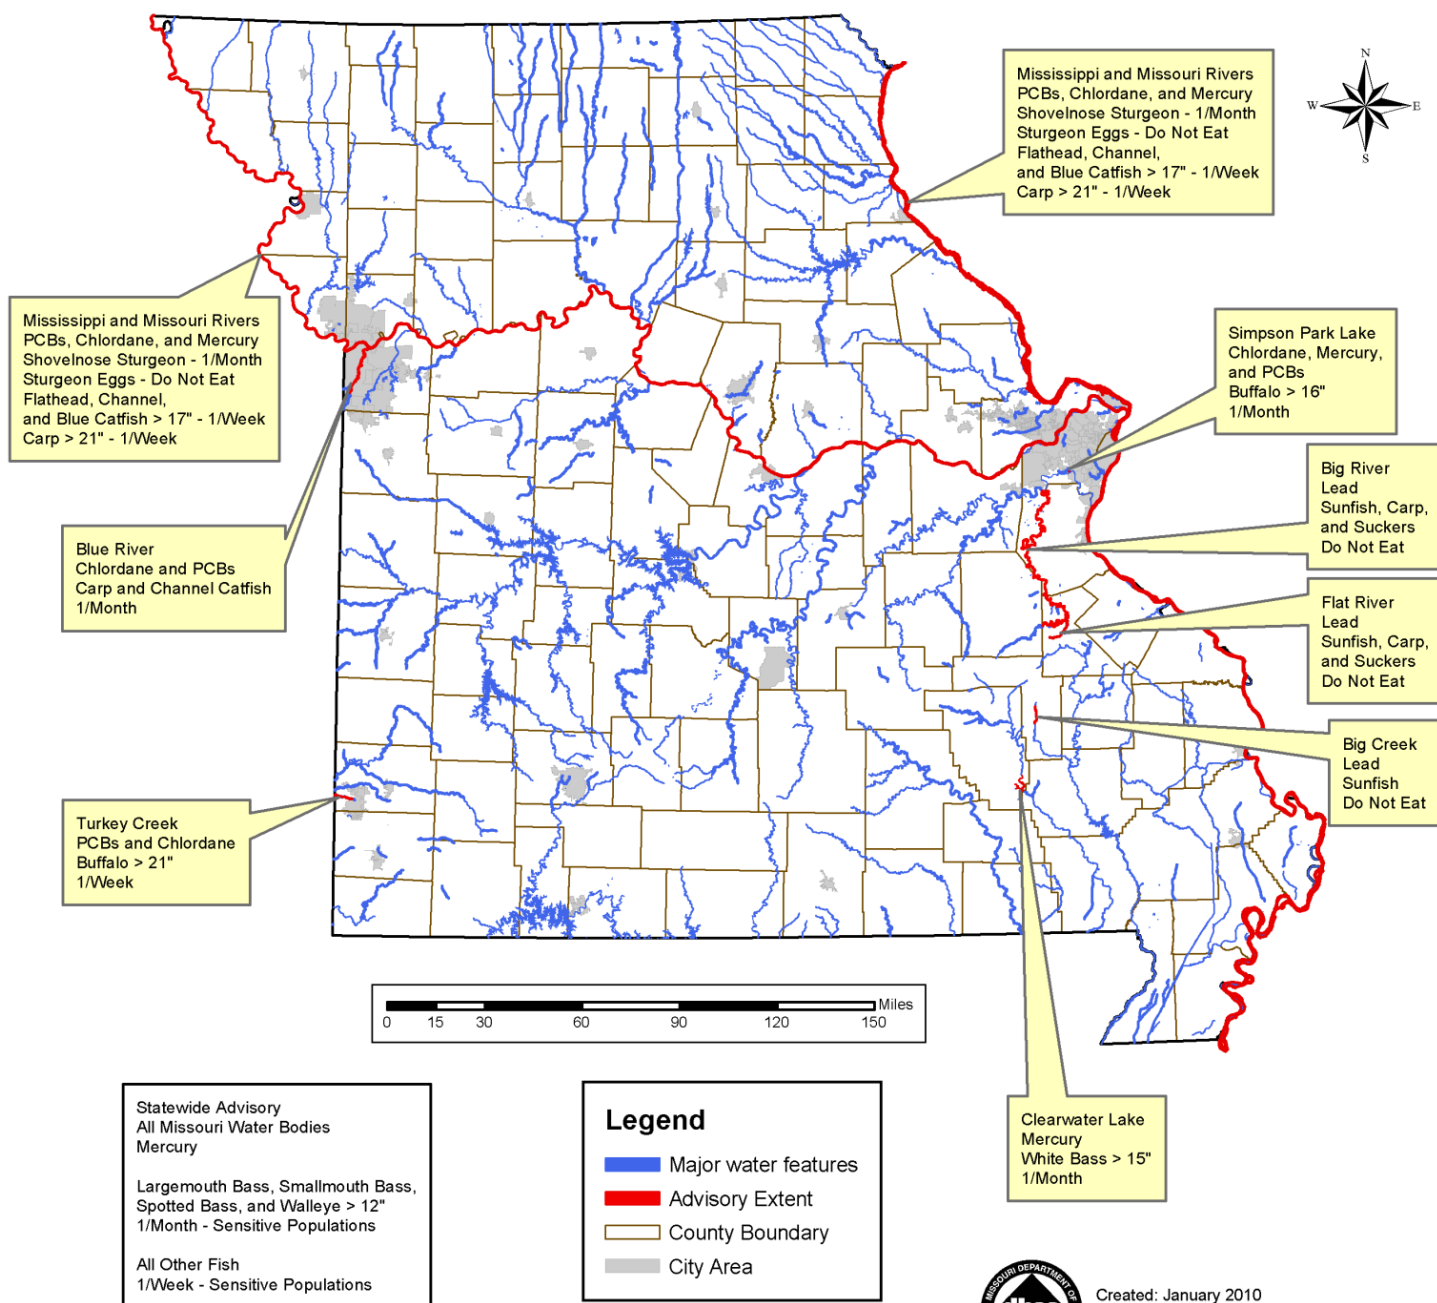 N
W
E
S
Mississippi and Missouri Rivers
PCBs, Chlordane, and Mercury
Shovelnose Sturgeon - 1/Month
Sturgeon Eggs - Do Not Eat
Flathead, Channel,
and Blue Catfish > 17" - 1/Week
Carp > 21" - 1/Week
Mississippi and Missouri Rivers
PCBs, Chlordane, and Mercury
Shovelnose Sturgeon - 1/Month
Sturgeon Eggs - Do Not Eat
Flathead, Channel,
and Blue Catfish > 17" - 1/Week
Carp > 21" - 1/Week
Simpson Park Lake
Chlordane, Mercury,
and PCBs
Buffalo > 16"
1/Month
Big River
Lead
Sunfish, Carp,
and Suckers
Do Not Eat
Blue River
Chlordane and PCBs
Carp and Channel Catfish
1/Month
Flat River
Lead
Sunfish, Carp,
and Suckers
Do Not Eat
Big Creek
Lead
Sunfish
Do Not Eat
Turkey Creek
PCBs and Chlordane
Buffalo > 21"
1/Week
Miles
0 15 30 60 90 120 150
Clearwater Lake
Mercury
White Bass > 15"
1/Month
Statewide Advisory
All Missouri Water Bodies
Mercury
Largemouth Bass, Smallmouth Bass,
Spotted Bass, and Walleye > 12"
1/Month - Sensitive Populations
All Other Fish
1/Week - Sensitive Populations
Legend
Major water features
Advisory Extent
County Boundary
City Area
MISSOURI DEPARTMENT OF
Created: January 2010